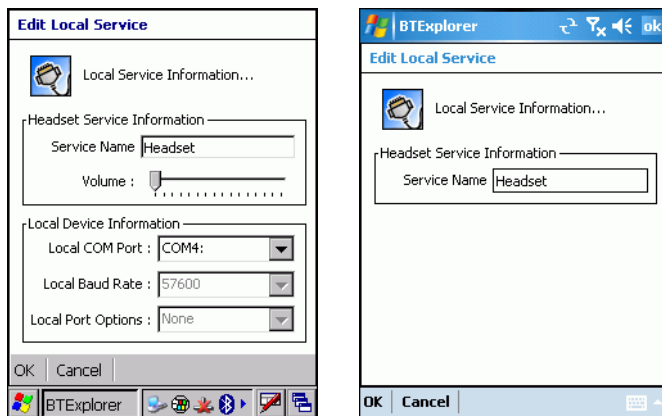 Edit Local Service
Local Service Information...
Headset Service Information
Service Name Headset
Volume :
Local Device Information
Local COM Port : COM4:
Local Baud Rate : 57600
Local Port Options : None
OK Cancel
BTExplorer
BTExplorer ok
Edit Local Service
Local Service Information...
Headset Service Information
Service Name Headset
OK Cancel